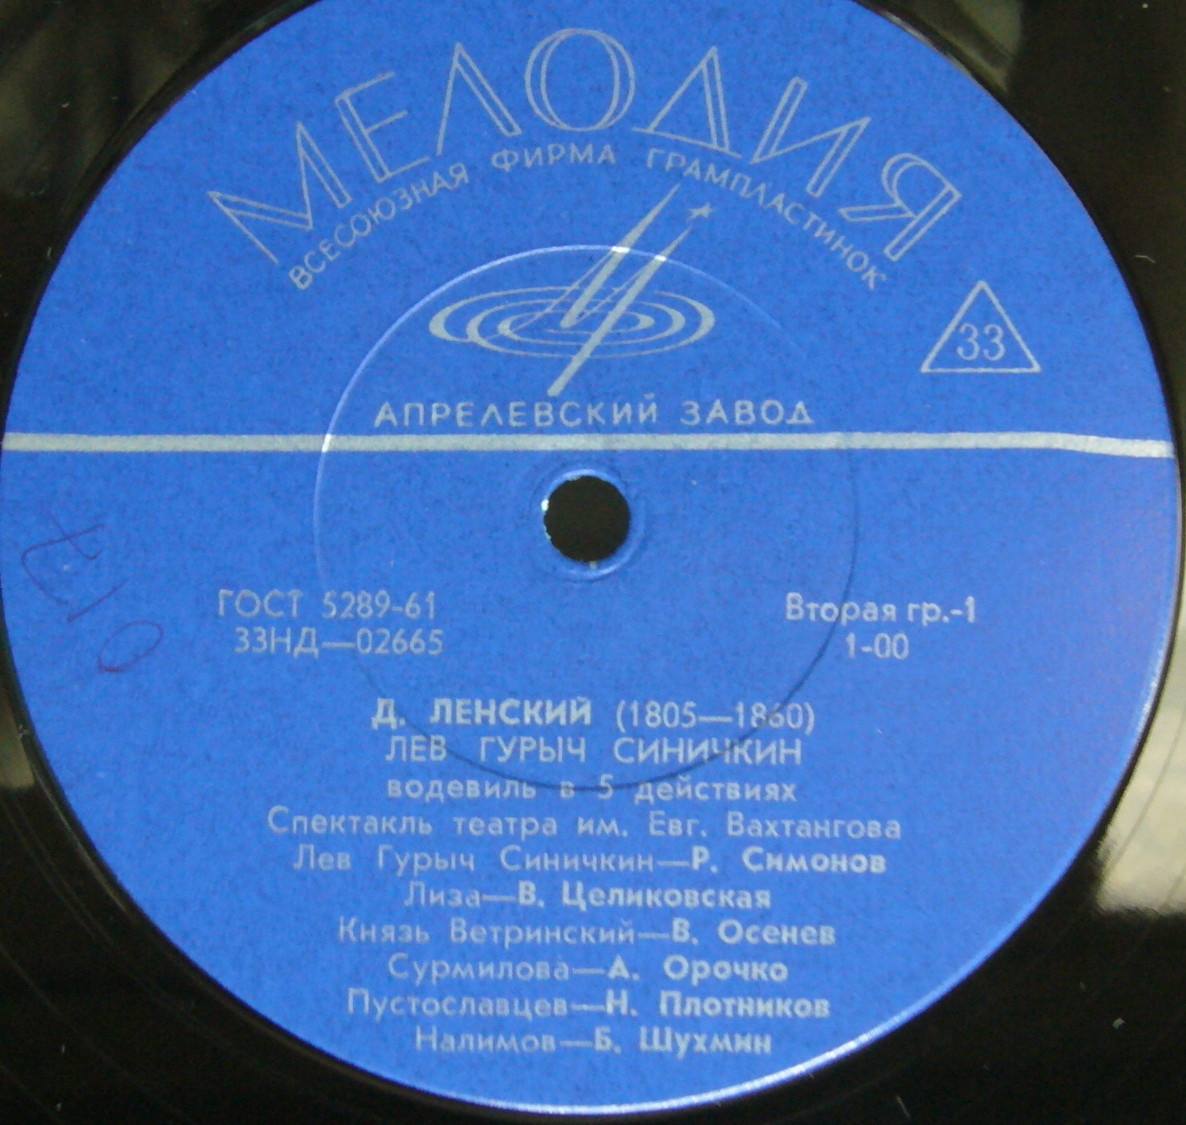 МЕЛОДИЯ
ВСЕСОЮЗНАЯ ФИРМА ГРАМПЛАСТИНОК
33
АПРЕЛЕВСКИЙ ЗАВОД
ГОСТ 5289-61
33НД—02665
Вторая гр.-1
1-00
Д. ЛЕНСКИЙ (1805—1860)
ЛЕВ ГУРЫЧ СИНИЧКИН
водевиль в 5 действиях
Спектакль театра им. Евг. Вахтангова
Лев Гурыч Синичкин—Р. Симонов
Лиза—В. Целиковская
Князь Ветринский—В. Осенев
Сурмилова—А. Орочко
Пустославцев—Н. Плотников
Налимов—Б. Шухмин